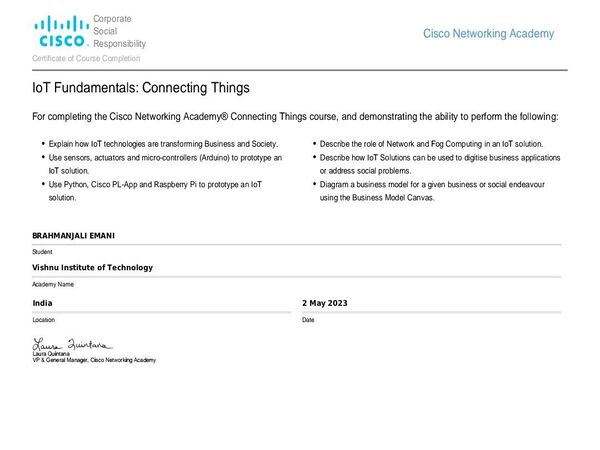 CISCO.
Corporate
Social
Responsibility
Cisco Networking Academy
Certificate of Course Completion
IoT Fundamentals: Connecting Things
For completing the Cisco Networking Academy® Connecting Things course, and demonstrating the ability to perform the following:
• Explain how IoT technologies are transforming Business and Society.
• Use sensors, actuators and micro-controllers (Arduino) to prototype an
IoT solution.
• Use Python, Cisco PL-App and Raspberry Pi to prototype an IoT
solution.
• Describe the role of Network and Fog Computing in an IoT solution.
• Describe how IoT Solutions can be used to digitise business applications
or address social problems.
• Diagram a business model for a given business or social endeavour
using the Business Model Canvas.
BRAHMANJALI EMANI
Student
Vishnu Institute of Technology
Academy Name
India
Location
2 May 2023
Date
Laura Quintana
Laura Quintana
VP & General Manager, Cisco Networking Academy